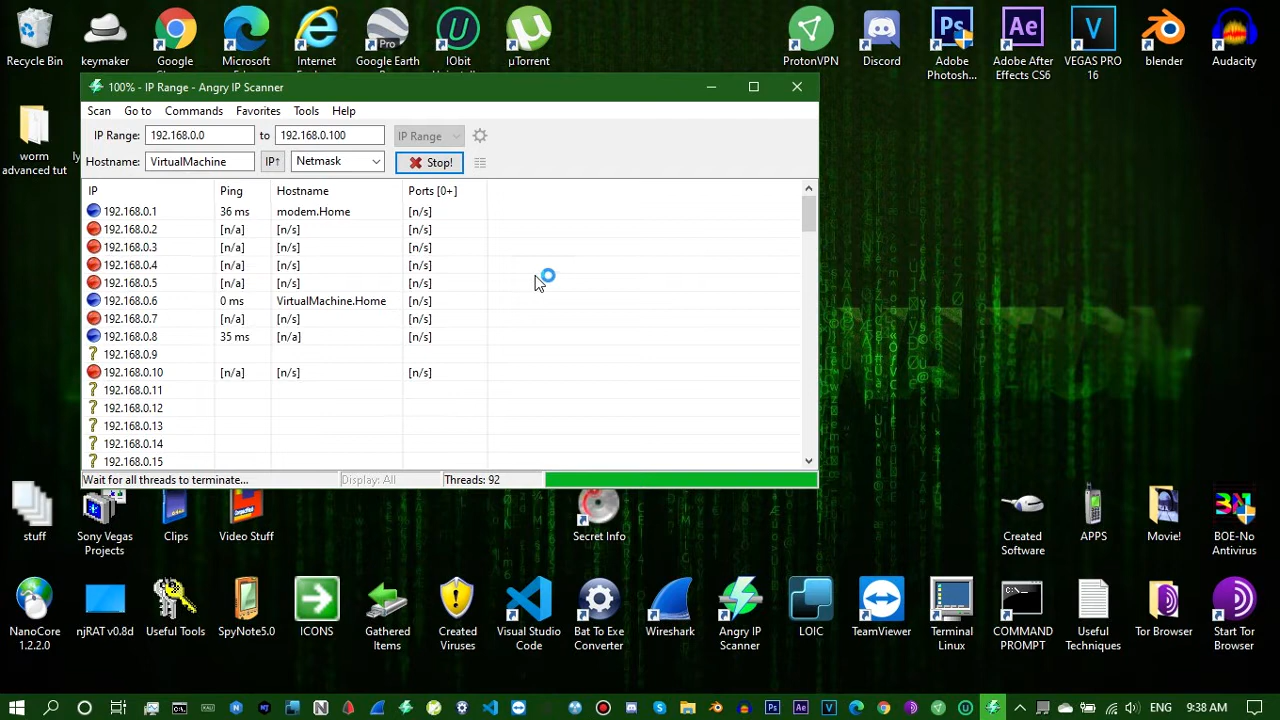 Recycle Bin
keymaker
Google
Microsoft
Internet
Google Earth
Pro
IObit
µTorrent
ProtonVPN
Discord
Adobe Photosh...
Adobe After Effects CS6
VEGAS PRO 16
blender
Audacity
100% - IP Range - Angry IP Scanner
Scan Go to Commands Favorites Tools Help
IP Range: 192.168.0.0 to 192.168.0.100 IP Range
Hostname: VirtualMachine IP↑ Netmask Stop!
worm advanced tut
IP Ping Hostname Ports [0+]
192.168.0.1 36 ms modem.Home [n/s]
192.168.0.2 [n/a] [n/s] [n/s]
192.168.0.3 [n/a] [n/s] [n/s]
192.168.0.4 [n/a] [n/s] [n/s]
192.168.0.5 [n/a] [n/s] [n/s]
192.168.0.6 0 ms VirtualMachine.Home [n/s]
192.168.0.7 [n/a] [n/s] [n/s]
192.168.0.8 35 ms [n/a] [n/s]
192.168.0.9
192.168.0.10 [n/a] [n/s] [n/s]
192.168.0.11
192.168.0.12
192.168.0.13
192.168.0.14
192.168.0.15
Wait for all threads to terminate... Display: All Threads: 92
stuff
Sony Vegas Projects
Clips
Video Stuff
Secret Info
Created Software
APPS
Movie!
BOE-No Antivirus
NanoCore 1.2.2.0
njRAT v0.8d
Useful Tools
SpyNote5.0
ICONS
Gathered Items
Created Viruses
Visual Studio Code
Bat To Exe Converter
Wireshark
Angry IP Scanner
LOIC
TeamViewer
Terminal Linux
COMMAND PROMPT
Useful Techniques
Tor Browser
Start Tor Browser
ENG 9:38 AM